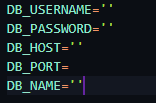 DB_USERNAME=''
DB_PASSWORD=''
DB_HOST=''
DB_PORT=
DB_NAME=''